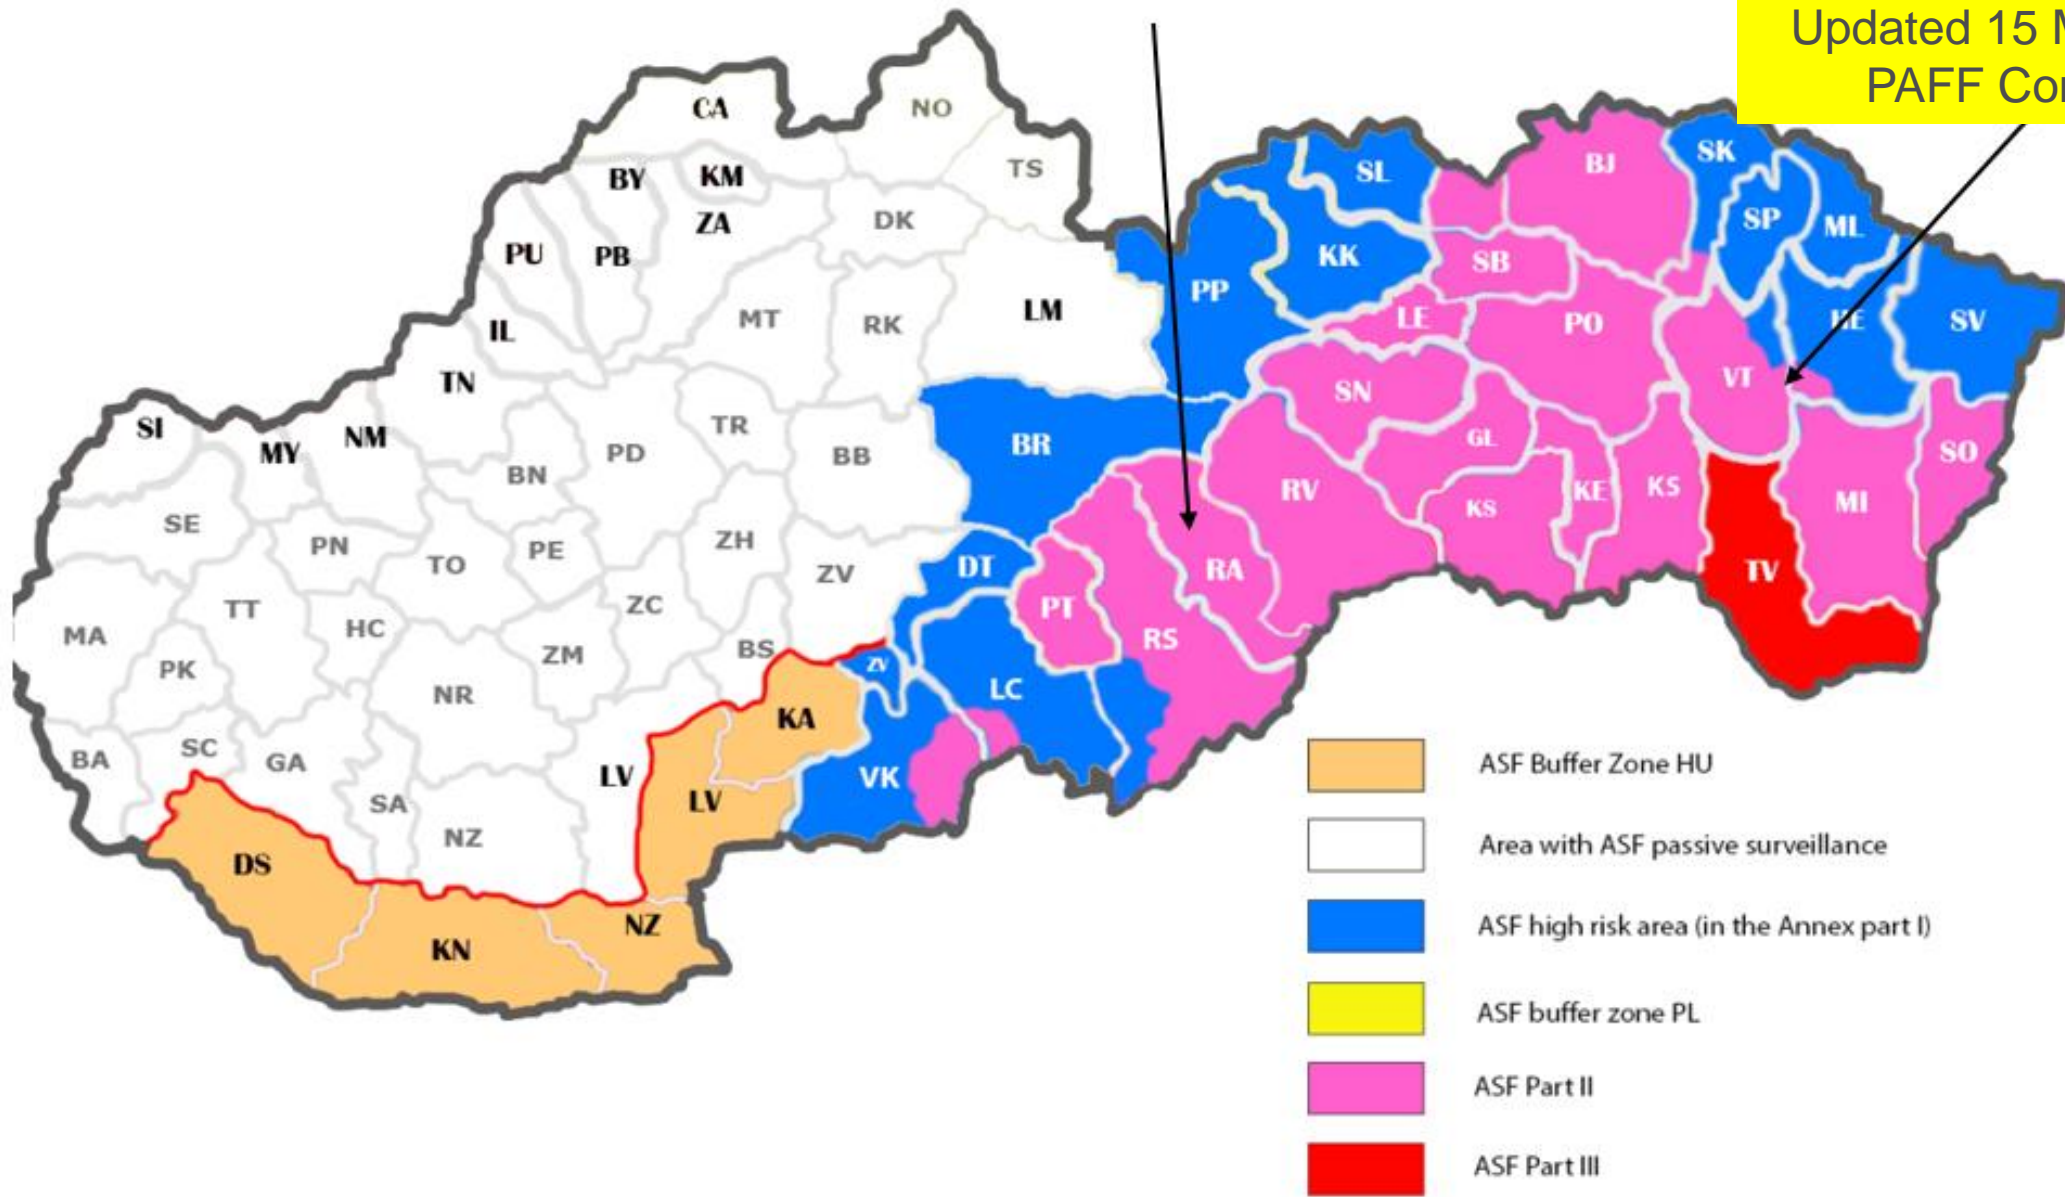 Updated 15 M
PAFF Cor
CA
NO
TS
BY
KM
ZA
DK
PU
PB
IL
MT
RK
LM
TN
SI
MY
NM
BN
PD
TR
BB
SE
PN
TO
PE
ZH
ZV
MA
TT
HC
ZC
PK
ZM
BS
NR
BA
SC
GA
SA
NZ
LV
DS
KN
NZ
LV
KA
PP
SL
KK
BJ
SK
SP
ML
SB
LE
PO
HE
SV
VT
SN
GL
BR
RV
KS
KE
KS
MI
SO
TV
DT
PT
RA
RS
ZV
LC
VK
ASF Buffer Zone HU
Area with ASF passive surveillance
ASF high risk area (in the Annex part I)
ASF buffer zone PL
ASF Part II
ASF Part III